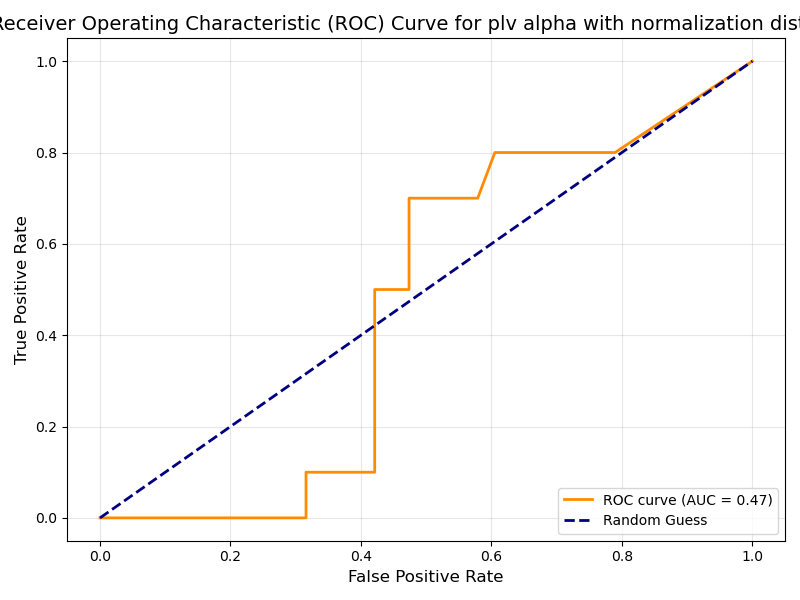 Receiver Operating Characteristic (ROC) Curve for plv alpha with normalization dist
1.0
0.8
0.6
0.4
0.2
0.0
True Positive Rate
ROC curve (AUC = 0.47)
Random Guess
0.0 0.2 0.4 0.6 0.8 1.0
False Positive Rate